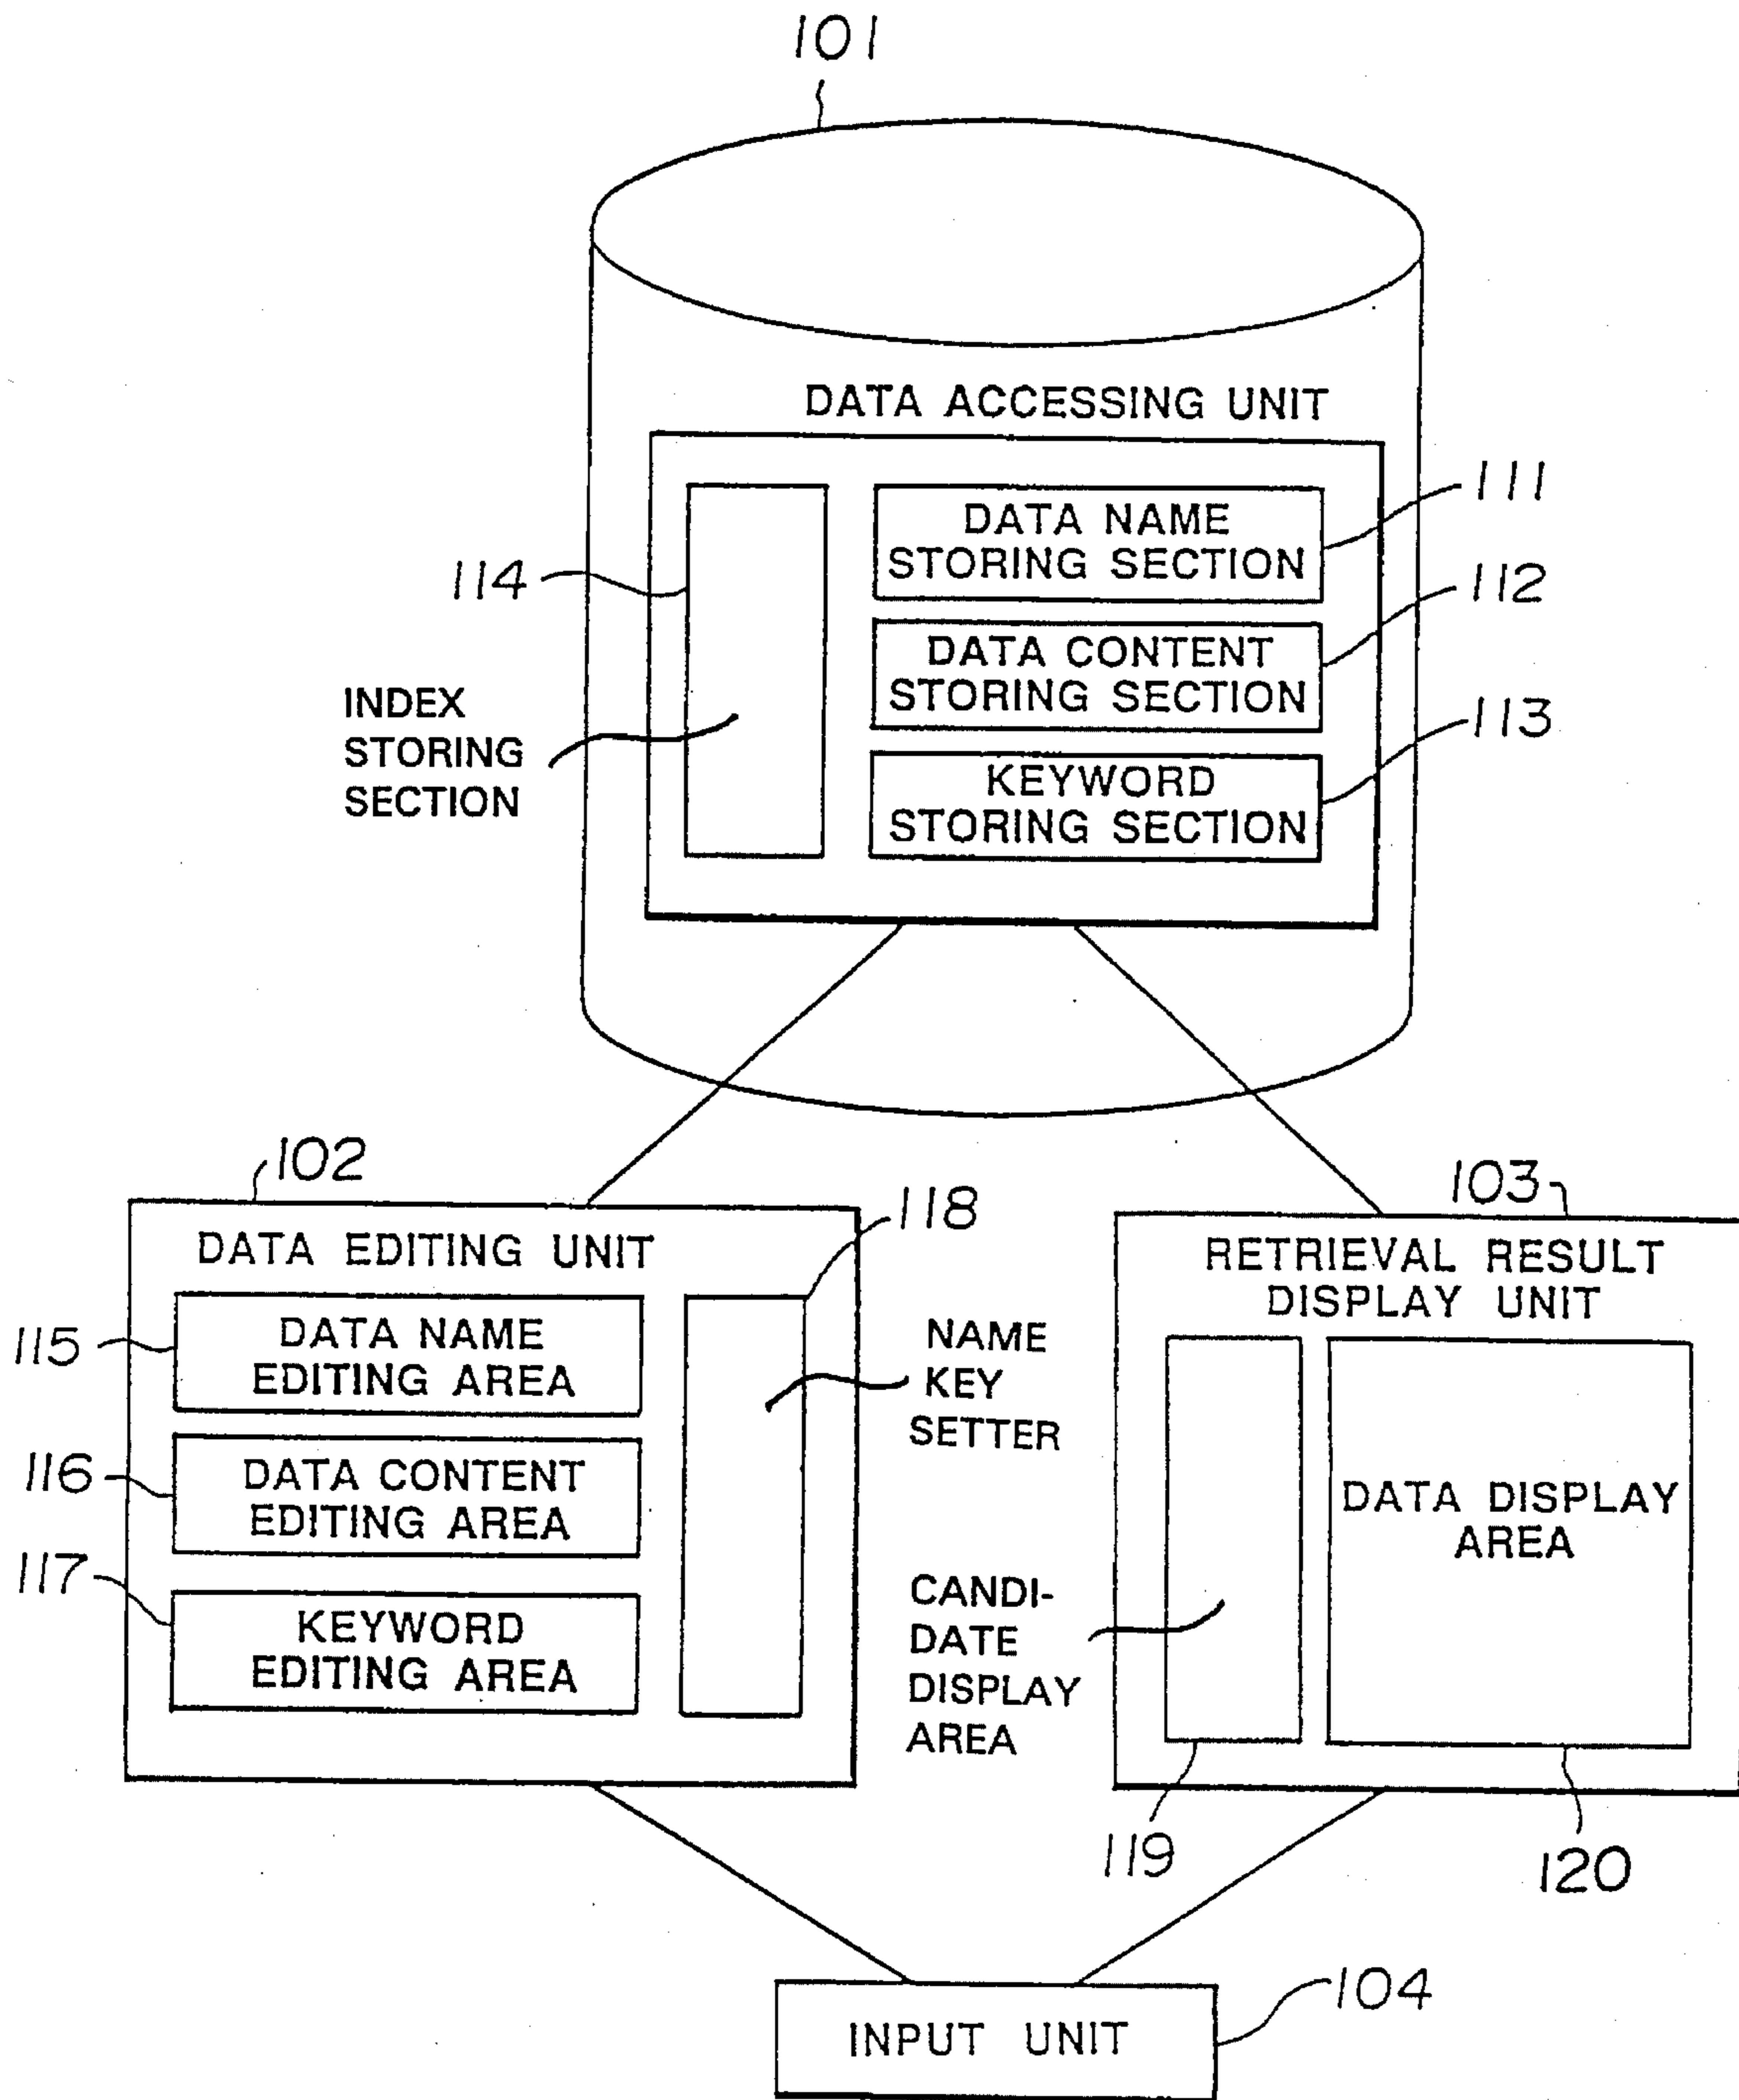 101
DATA ACCESSING UNIT
111
DATA NAME
STORING SECTION
114
112
DATA CONTENT
STORING SECTION
INDEX
STORING
SECTION
113
KEYWORD
STORING SECTION
102
118
103
DATA EDITING UNIT
RETRIEVAL RESULT
DISPLAY UNIT
115
DATA NAME
EDITING AREA
NAME
KEY
SETTER
116
DATA CONTENT
EDITING AREA
DATA DISPLAY
AREA
117
KEYWORD
EDITING AREA
CANDI-
DATE
DISPLAY
AREA
119
120
104
INPUT UNIT